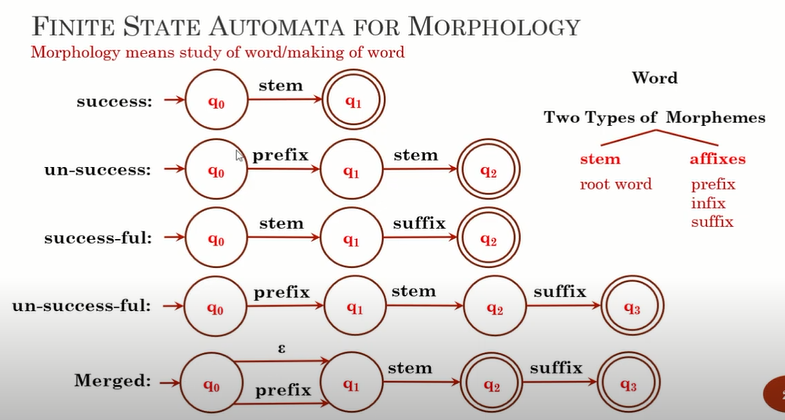 FINITE STATE AUTOMATA FOR MORPHOLOGY
Morphology means study of word/making of word
success: q0 stem q1
un-success: q0 prefix q1 stem q2
success-ful: q0 stem q1 suffix q2
un-success-ful: q0 prefix q1 stem q2 suffix q3
Merged: q0 ε prefix q1 stem q2 suffix q3
Word
Two Types of Morphemes
stem affixes
root word prefix
infix
suffix